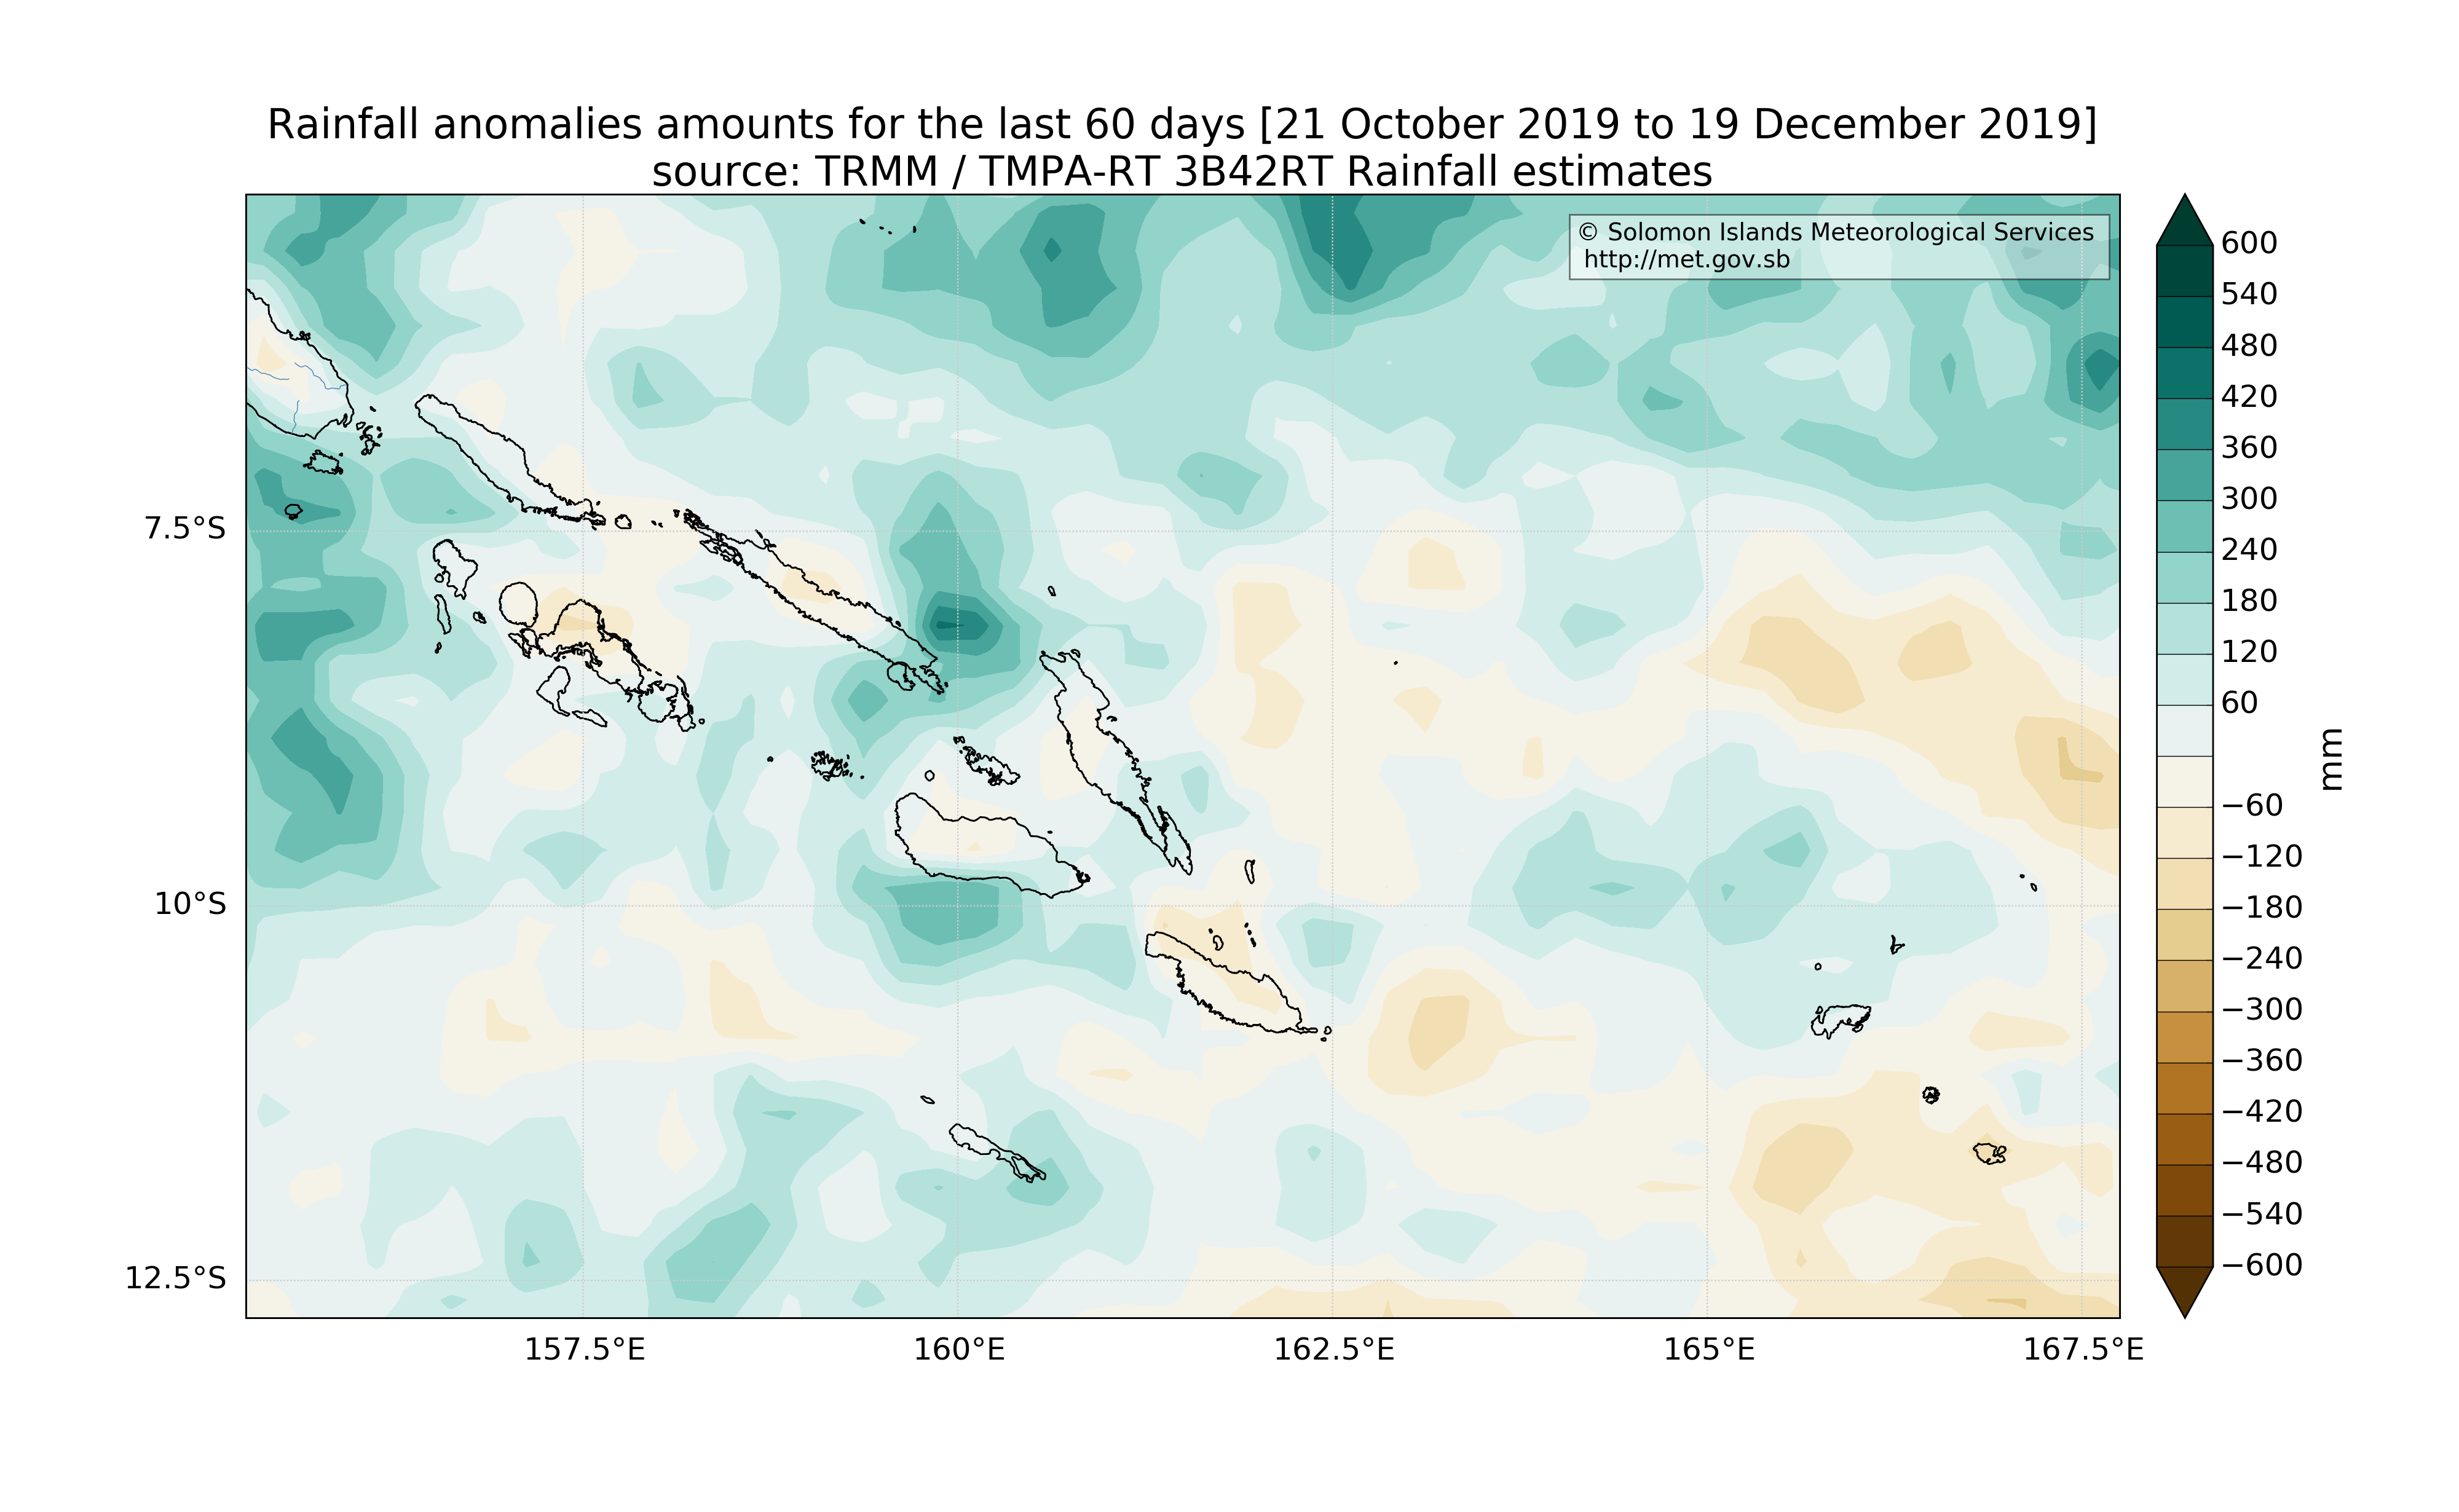 Rainfall anomalies amounts for the last 60 days [21 October 2019 to 19 December 2019]
source: TRMM / TMPA-RT 3B42RT Rainfall estimates
© Solomon Islands Meteorological Services
http://met.gov.sb
7.5°S
10°S
12.5°S
157.5°E
160°E
162.5°E
165°E
167.5°E
600
540
480
420
360
300
240
180
120
60
−60
−120
−180
−240
−300
−360
−420
−480
−540
−600
mm